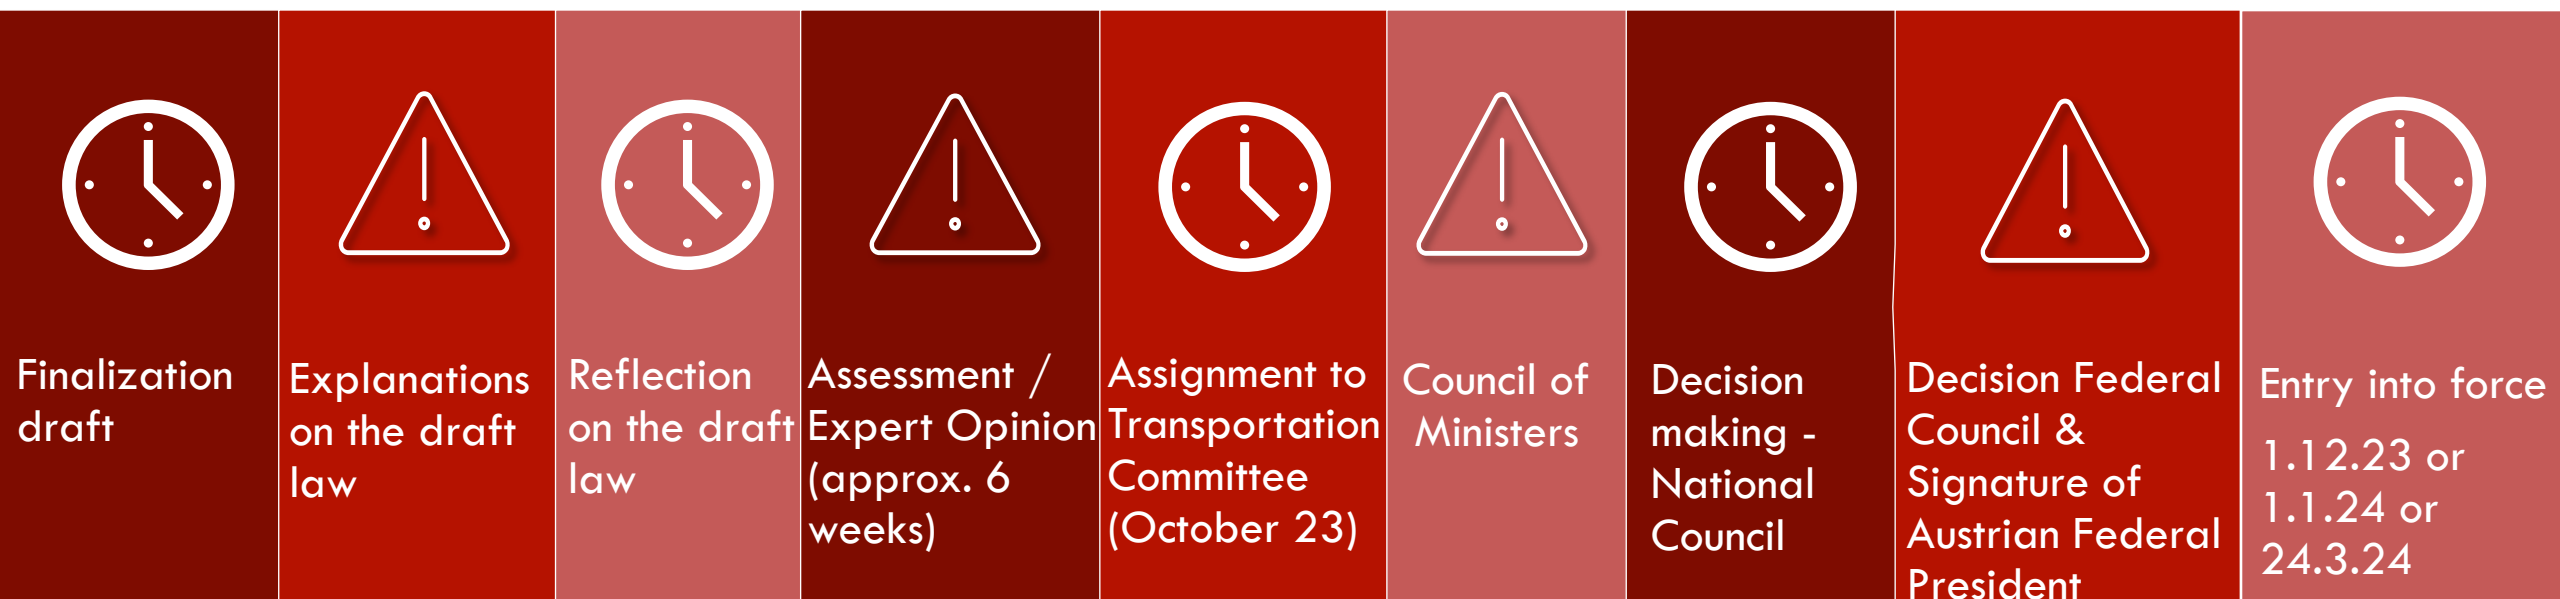 Finalization
draft
Explanations
on the draft
law
Reflection
on the draft
law
Assessment /
Expert Opinion
(approx. 6
weeks)
Assignment to
Transportation
Committee
(October 23)
Council of
Ministers
Decision
making -
National
Council
Decision Federal
Council &
Signature of
Austrian Federal
President
Entry into force
1.12.23 or
1.1.24 or
24.3.24